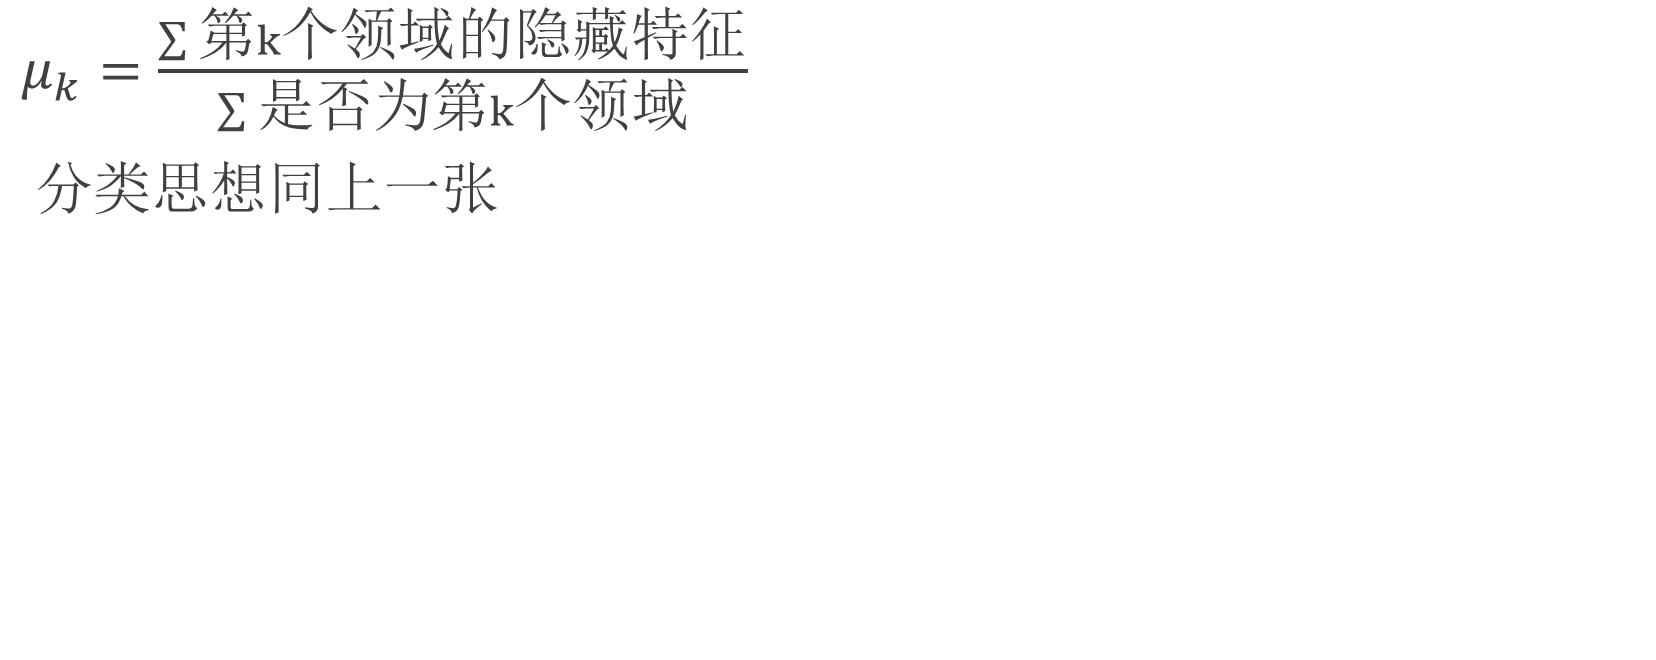 μk = ∑ 第k个领域的隐藏特征
∑ 是否为第k个领域
分类思想同上一张